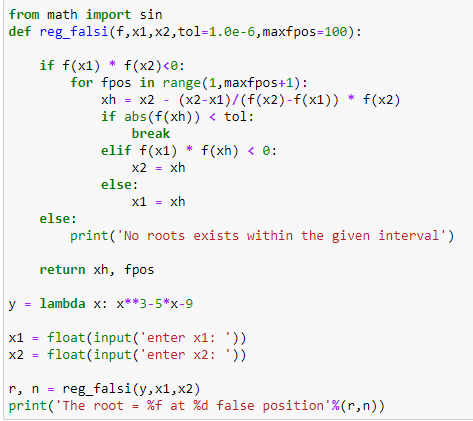 from math import sin
def reg_falsi(f,x1,x2,tol=1.0e-6,maxfpos=100):
    if f(x1) * f(x2)<0:
        for fpos in range(1,maxfpos+1):
            xh = x2 - (x2-x1)/(f(x2)-f(x1)) * f(x2)
            if abs(f(xh)) < tol:
                break
            elif f(x1) * f(xh) < 0:
                x2 = xh
            else:
                x1 = xh
    else:
        print('No roots exists within the given interval')
    return xh, fpos
y = lambda x: x**3-5*x-9
x1 = float(input('enter x1: '))
x2 = float(input('enter x2: '))
r, n = reg_falsi(y,x1,x2)
print('The root = %f at %d false position'%(r,n))